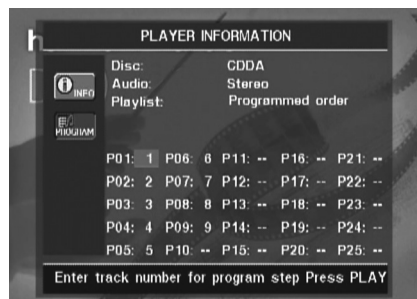 PLAYER INFORMATION
Disc: CDDA
Audio: Stereo
Playlist: Programmed order
INFO
PROGRAM
P01: 1 P06: 6 P11: -- P16: -- P21: --
P02: 2 P07: 7 P12: -- P17: -- P22: --
P03: 3 P08: 8 P13: -- P18: -- P23: --
P04: 4 P09: 9 P14: -- P19: -- P24: --
P05: 5 P10: -- P15: -- P20: -- P25: --
Enter track number for program step Press PLAY